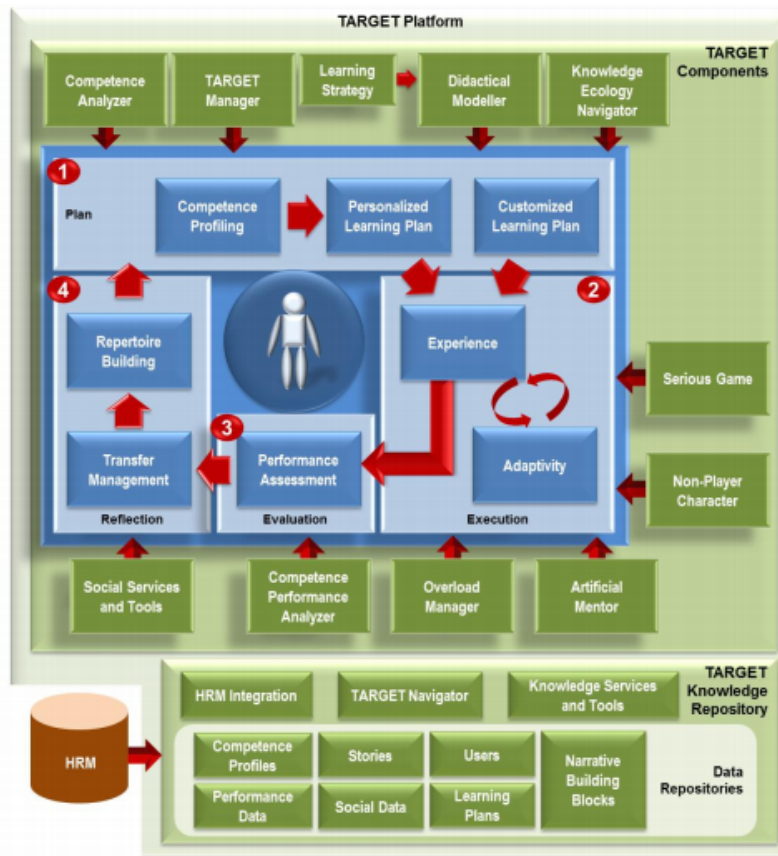 TARGET Platform
TARGET
Components
Competence
Analyzer
TARGET
Manager
Learning
Strategy
Didactical
Modeller
Knowledge
Ecology
Navigator
1
Plan
Competence
Profiling
Personalized
Learning Plan
Customized
Learning Plan
4
2
Repertoire
Building
Experience
Serious Game
3
Transfer
Management
Performance
Assessment
Adaptivity
Non-Player
Character
Reflection
Evaluation
Execution
Social Services
and Tools
Competence
Performance
Analyzer
Overload
Manager
Artificial
Mentor
TARGET
Knowledge
Repository
HRM Integration
TARGET Navigator
Knowledge Services
and Tools
HRM
Competence
Profiles
Stories
Users
Narrative
Building
Blocks
Data
Repositories
Performance
Data
Social Data
Learning
Plans